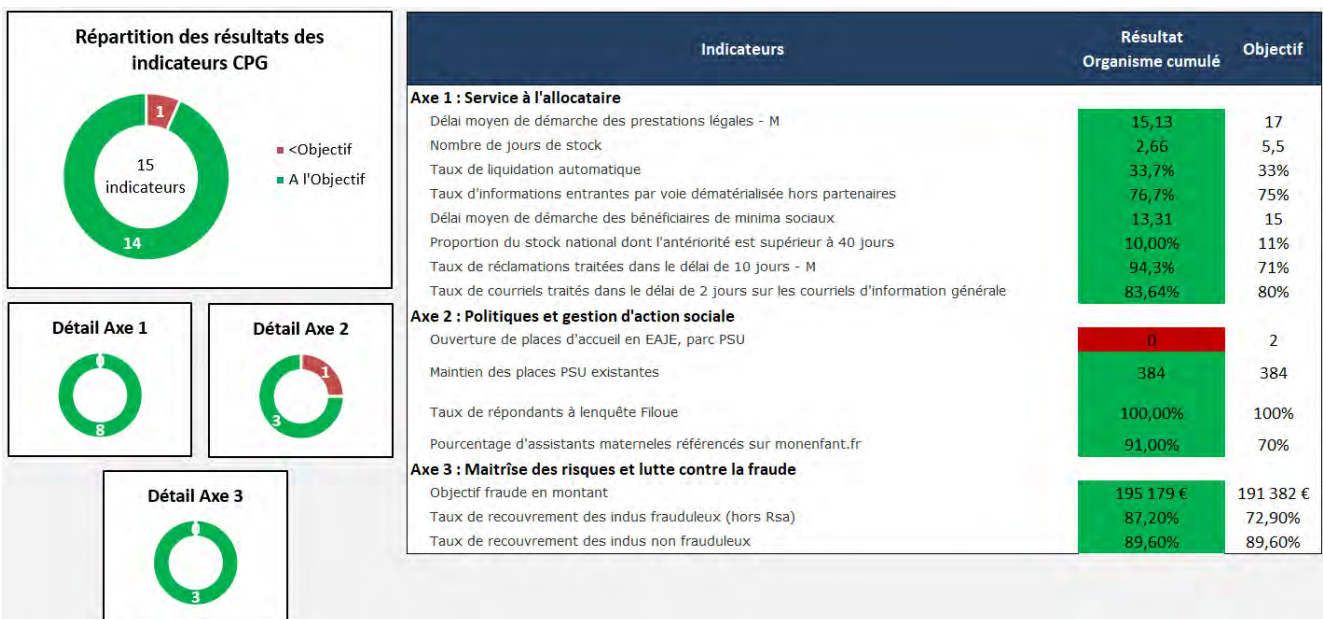 Répartition des résultats des
indicateurs CPG
1
15
indicateurs
14
<Objectif
A l'Objectif
Détail Axe 1
0
8
Détail Axe 2
1
3
Détail Axe 3
0
3
Indicateurs Résultat Organisme cumulé Objectif
Axe 1 : Service à l'allocataire
Délai moyen de démarche des prestations légales - M 15,13 17
Nombre de jours de stock 2,66 5,5
Taux de liquidation automatique 33,7% 33%
Taux d'informations entrantes par voie dématérialisée hors partenaires 76,7% 75%
Délai moyen de démarche des bénéficiaires de minima sociaux 13,31 15
Proportion du stock national dont l'antériorité est supérieur à 40 jours 10,00% 11%
Taux de réclamations traitées dans le délai de 10 jours - M 94,3% 71%
Taux de courriels traités dans le délai de 2 jours sur les courriels d'information générale 83,64% 80%
Axe 2 : Politiques et gestion d'action sociale
Ouverture de places d'accueil en EAJE, parc PSU 0 2
Maintien des places PSU existantes 384 384
Taux de répondants à lenquête Filoue 100,00% 100%
Pourcentage d'assistants materneles référencés sur monenfant.fr 91,00% 70%
Axe 3 : Maitrîse des risques et lutte contre la fraude
Objectif fraude en montant 195 179 € 191 382 €
Taux de recouvrement des indus frauduleux (hors Rsa) 87,20% 72,90%
Taux de recouvrement des indus non frauduleux 89,60% 89,60%